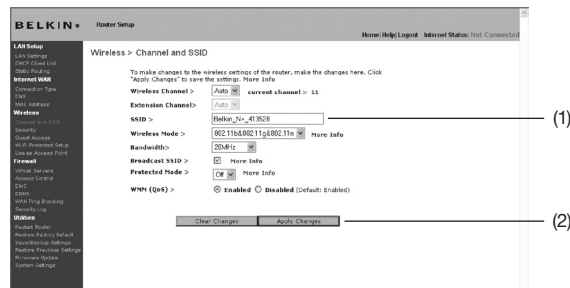 BELKIN
Router Setup
Home|Help|Logout Internet Status: Not Connected
LAN Setup
LAN Settings
DHCP Client List
Static Routing
Internet WAN
Connection Type
DNS
MAC Address
Wireless
Channel and SSID
Security
Guest Access
Wi-Fi Protected Setup
Use as Access Point
Firewall
Virtual Servers
Access Control
DMZ
DDNS
WAN Ping Blocking
Security Log
Utilities
Restart Router
Restore Factory Default
Save/Backup Settings
Restore Previous Settings
Firmware Update
System Settings
Wireless > Channel and SSID
To make changes to the wireless settings of the router, make the changes here. Click
"Apply Changes" to save the settings. More Info
Wireless Channel > Auto current channel > 11
Extension Channel> Auto
SSID > Belkin_N+_413528
(1)
Wireless Mode > 802.11b&802.11g&802.11n More Info
Bandwidth> 20MHz
Broadcast SSID > More Info
Protected Mode > Off More Info
WMM (QoS) > Enabled Disabled (Default: Enabled)
Clear Changes Apply Changes
(2)